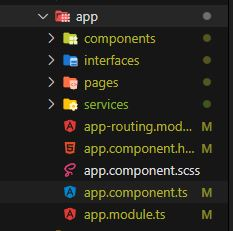 app
components
interfaces
pages
services
app-routing.mod... M
app.component.h... M
app.component.scss
app.component.ts M
app.module.ts M